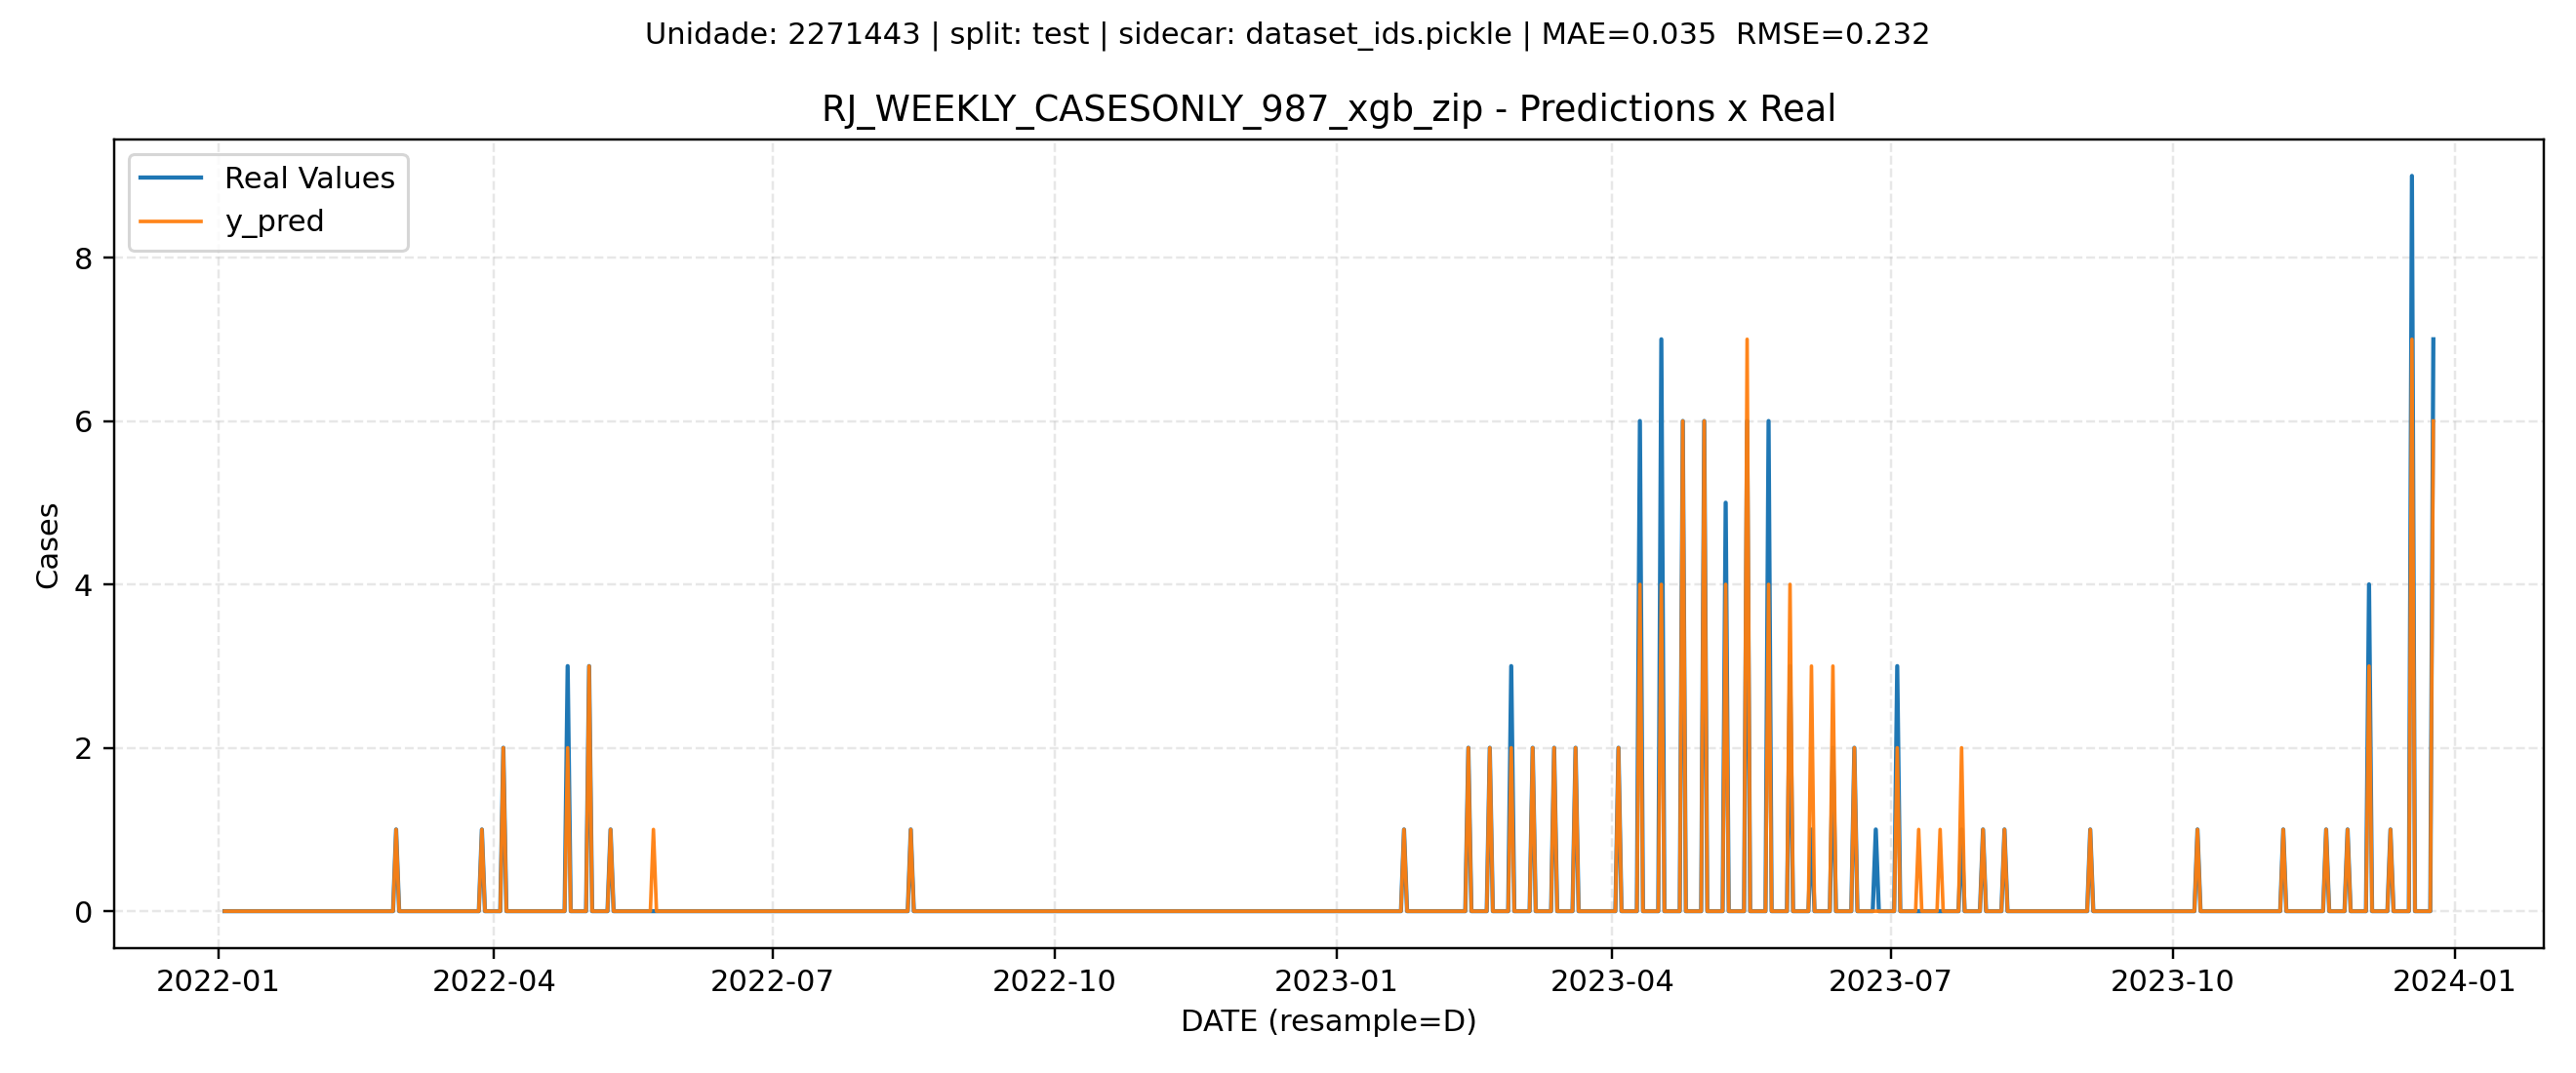 Unidade: 2271443 | split: test | sidecar: dataset_ids.pickle | MAE=0.035  RMSE=0.232
RJ_WEEKLY_CASESONLY_987_xgb_zip - Predictions x Real
Real Values
y_pred
Cases
8
6
4
2
0
2022-01 2022-04 2022-07 2022-10 2023-01 2023-04 2023-07 2023-10 2024-01
DATE (resample=D)